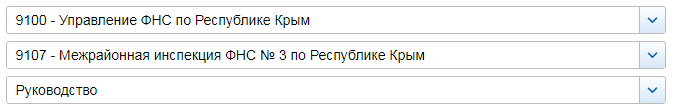 9100 - Управление ФНС по Республике Крым
9107 - Межрайонная инспекция ФНС № 3 по Республике Крым
Руководство